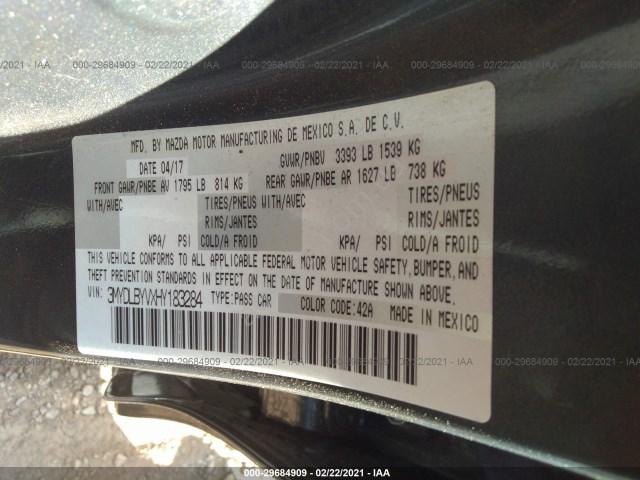 000-29684909 - 02/22/2021 - IAA
MFD. BY MAZDA MOTOR MANUFACTURING DE MEXICO S.A. DE C.V.
DATE 04/17 GVWR/PNBV 3393 LB 1539 KG
FRONT GAWR/PNBE AV 1795 LB 814 KG REAR GAWR/PNBE AR 1627 LB 738 KG
WITH/AVEC TIRES/PNEUS WITH/AVEC TIRES/PNEUS
RIMS/JANTES RIMS/JANTES
KPA/ PSI COLD/A FROID KPA/ PSI COLD/A FROID
THIS VEHICLE CONFORMS TO ALL APPLICABLE FEDERAL MOTOR VEHICLE SAFETY, BUMPER, AND
THEFT PREVENTION STANDARDS IN EFFECT ON THE DATE OF MANUFACTURE SHOWN ABOVE.
VIN: 3MYDLBYVXHY183284 TYPE:PASS CAR COLOR CODE:42A MADE IN MEXICO
000-29684909 - 02/22/2021 - IAA